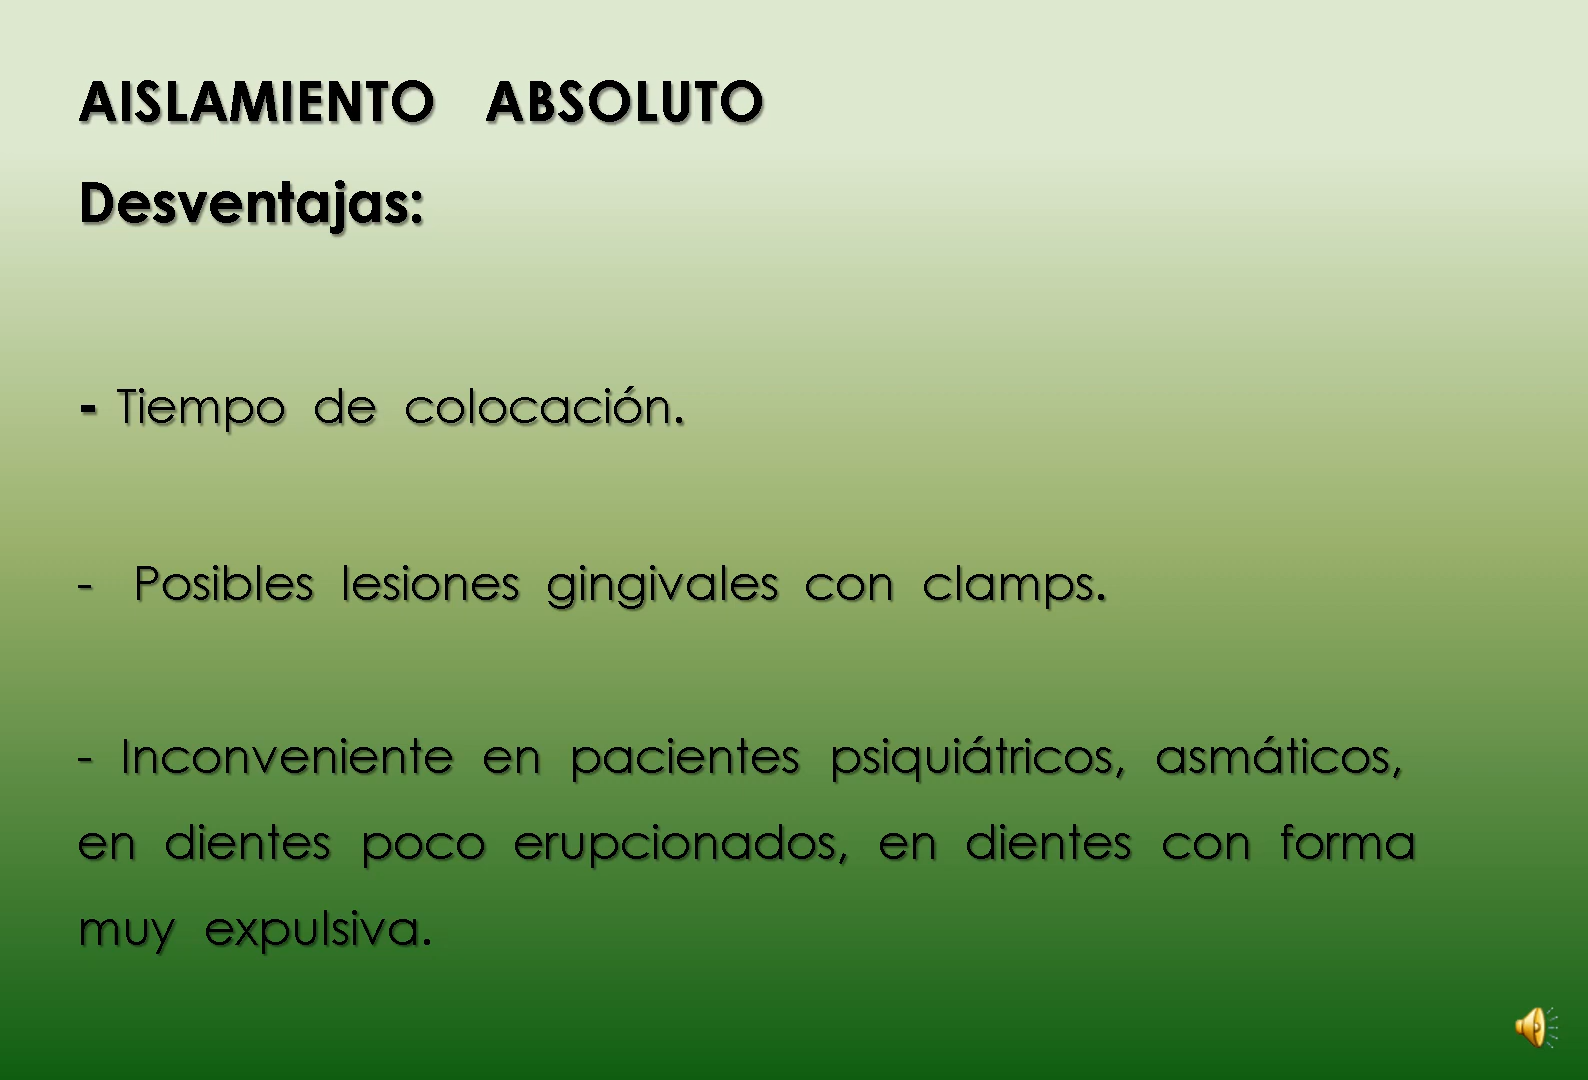 AISLAMIENTO ABSOLUTO
Desventajas:
- Tiempo de colocación.
- Posibles lesiones gingivales con clamps.
- Inconveniente en pacientes psiquiátricos, asmáticos,
en dientes poco erupcionados, en dientes con forma
muy expulsiva.